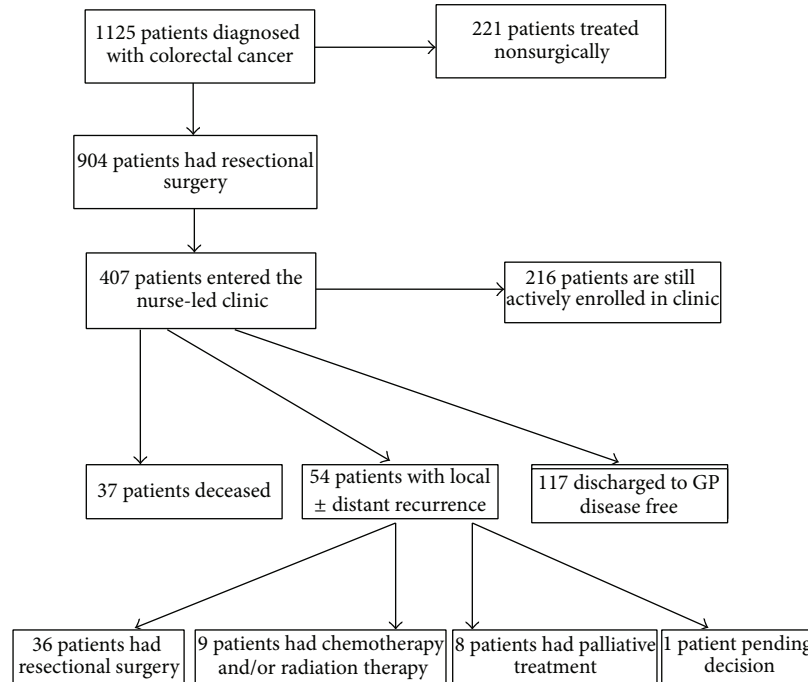 1125 patients diagnosed
with colorectal cancer
221 patients treated
nonsurgically
904 patients had resectional
surgery
407 patients entered the
nurse-led clinic
216 patients are still
actively enrolled in clinic
37 patients deceased
54 patients with local
± distant recurrence
117 discharged to GP
disease free
36 patients had
resectional surgery
9 patients had chemotherapy
and/or radiation therapy
8 patients had palliative
treatment
1 patient pending
decision